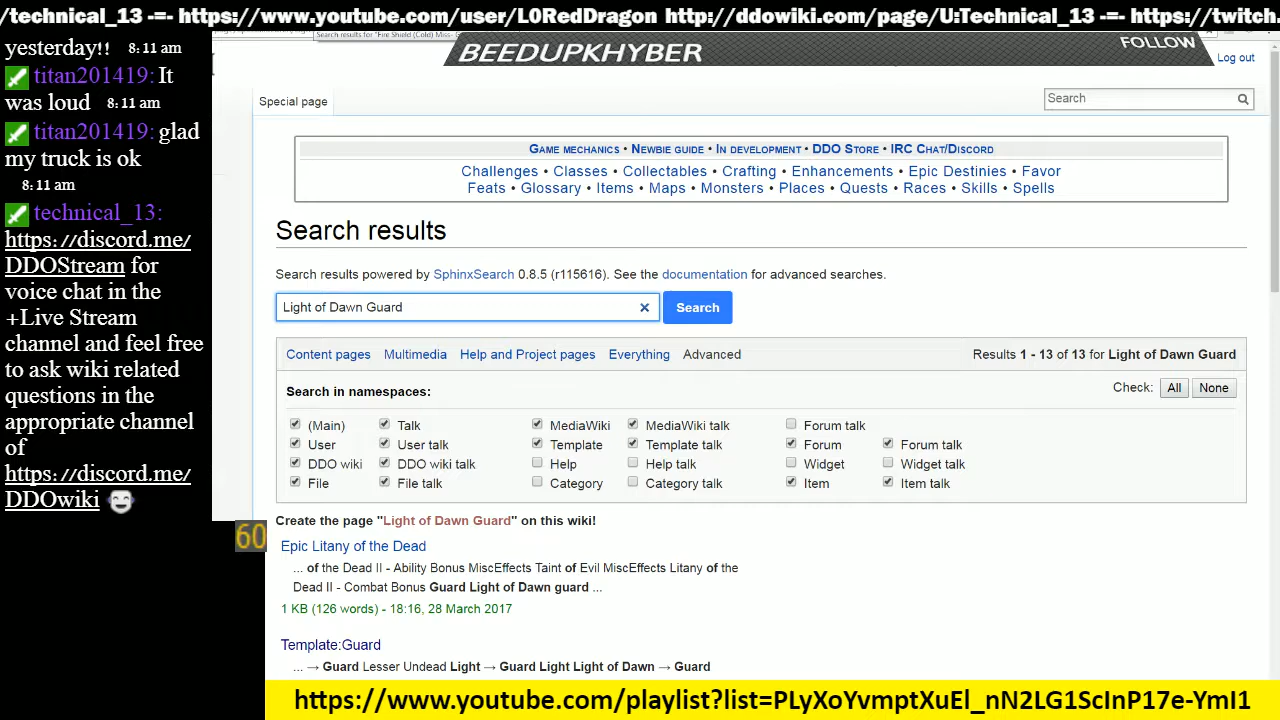 /technical_13 -=- https://www.youtube.com/user/L0RedDragon http://ddowiki.com/page/U:Technical_13 -=- https://twitch.
yesterday!! 8:11 am
titan201419: It
was loud 8:11 am
titan201419: glad
my truck is ok
8:11 am
technical_13:
https://discord.me/
DDOStream for
voice chat in the
+Live Stream
channel and feel free
to ask wiki related
questions in the
appropriate channel
of
https://discord.me/
DDOwiki
Search results for "Fire Shield (Cold) Misc-
BEEDUPKHYBER
FOLLOW
Log out
Special page
Search
Game mechanics • Newbie guide • In development • DDO Store • IRC Chat/Discord
Challenges • Classes • Collectables • Crafting • Enhancements • Epic Destinies • Favor
Feats • Glossary • Items • Maps • Monsters • Places • Quests • Races • Skills • Spells
Search results
Search results powered by SphinxSearch 0.8.5 (r115616). See the documentation for advanced searches.
Light of Dawn Guard
Search
Content pages Multimedia Help and Project pages Everything Advanced Results 1 - 13 of 13 for Light of Dawn Guard
Search in namespaces:
Check: All None
(Main) Talk MediaWiki MediaWiki talk Forum talk
User User talk Template Template talk Forum Forum talk
DDO wiki DDO wiki talk Help Help talk Widget Widget talk
File File talk Category Category talk Item Item talk
Create the page "Light of Dawn Guard" on this wiki!
60
Epic Litany of the Dead
... of the Dead II - Ability Bonus MiscEffects Taint of Evil MiscEffects Litany of the
Dead II - Combat Bonus Guard Light of Dawn guard ...
1 KB (126 words) - 18:16, 28 March 2017
Template:Guard
... → Guard Lesser Undead Light → Guard Light Light of Dawn → Guard
https://www.youtube.com/playlist?list=PLyXoYvmptXuEl_nN2LG1ScInP17e-YmI1